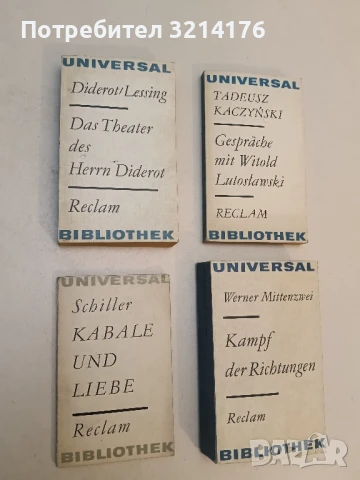 Потребител 3214176
UNIVERSAL
Diderot/Lessing
Das Theater
des
Herrn Diderot
Reclam
BIBLIOTHEK
UNIVERSAL
TADEUSZ
KACZYŃSKI
Gespräche
mit Witold
Lutosławski
RECLAM
BIBLIOTHEK
UNIVERSAL
Schiller
KABALE
UND
LIEBE
Reclam
BIBLIOTHEK
UNIVERSAL
Werner Mittenzwei
Kampf
der Richtungen
Reclam
BIBLIOTHEK
BAZAR